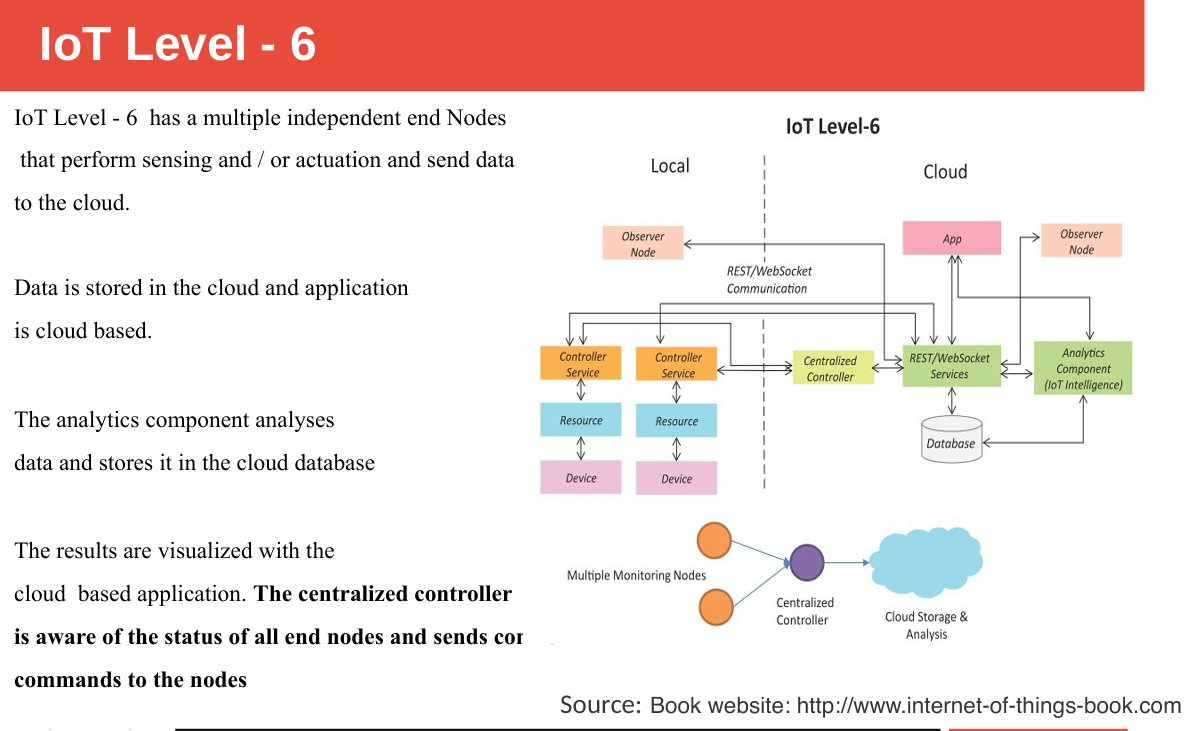 IoT Level - 6
IoT Level - 6 has a multiple independent end Nodes
that perform sensing and / or actuation and send data
to the cloud.
Data is stored in the cloud and application
is cloud based.
The analytics component analyses
data and stores it in the cloud database
The results are visualized with the
cloud based application. The centralized controller
is aware of the status of all end nodes and sends
commands to the nodes
IoT Level-6
Local
Cloud
Observer
Node
App
Observer
Node
REST/WebSocket
Communication
Controller
Service
Controller
Service
Centralized
Controller
REST/WebSocket
Services
Analytics
Component
(IoT Intelligence)
Resource
Resource
Database
Device
Device
Multiple Monitoring Nodes
Centralized
Controller
Cloud Storage &
Analysis
Source: Book website: http://www.internet-of-things-book.com